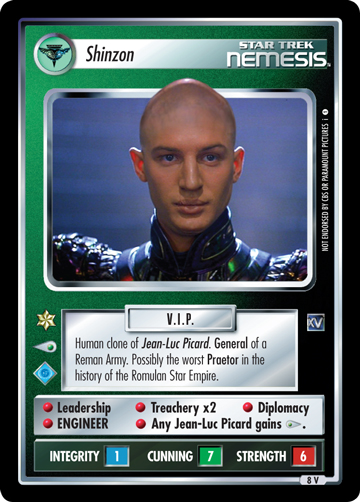 Shinzon
STAR TREK
NEMESIS
NOT ENDORSED BY CBS OR PARAMOUNT PICTURES
V.I.P.
Human clone of Jean-Luc Picard. General of a
Reman Army. Possibly the worst Praetor in the
history of the Romulan Star Empire.
XV
Leadership Treachery x2 Diplomacy
ENGINEER Any Jean-Luc Picard gains .
INTEGRITY 1 CUNNING 7 STRENGTH 6
8 V